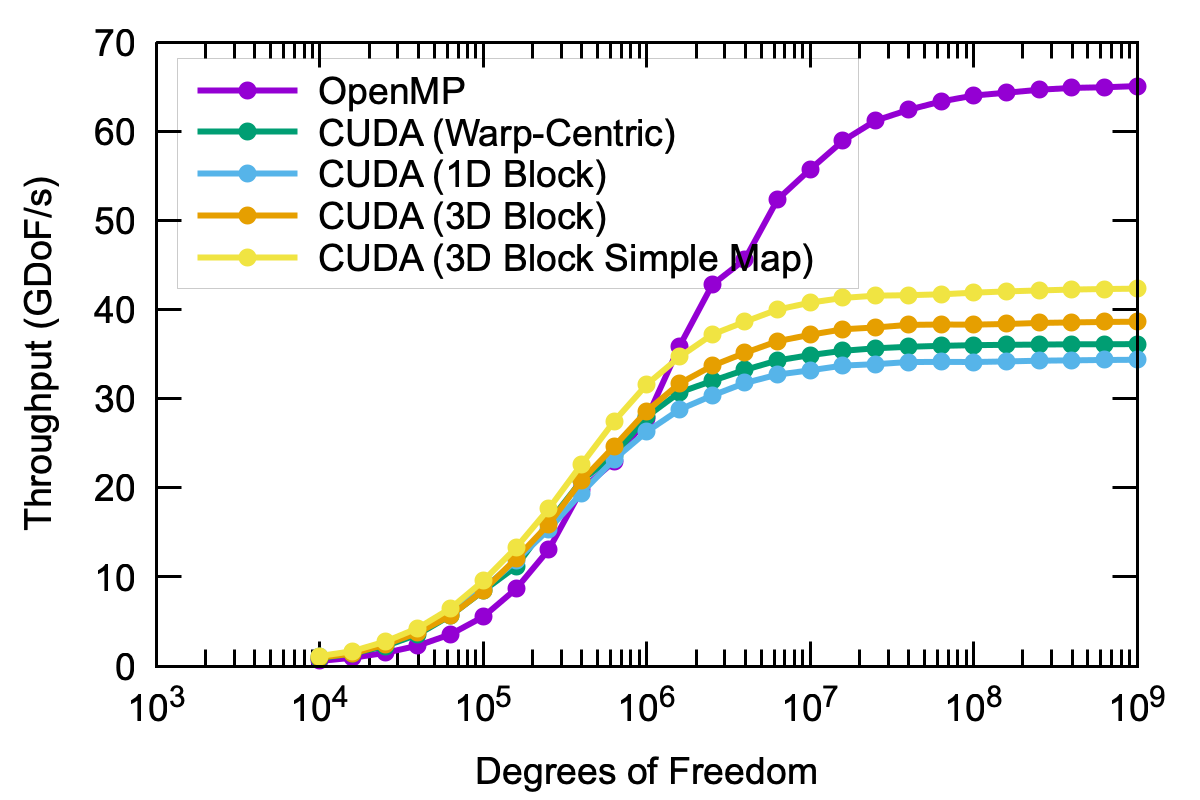 70
60
50
40
30
20
10
0
Throughput (GDoF/s)
OpenMP
CUDA (Warp-Centric)
CUDA (1D Block)
CUDA (3D Block)
CUDA (3D Block Simple Map)
10³ 10⁴ 10⁵ 10⁶ 10⁷ 10⁸ 10⁹
Degrees of Freedom